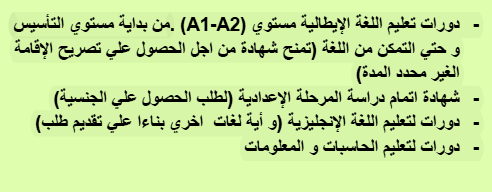 - دورات تعليم اللغة الإيطالية مستوي (A1-A2) .من بداية مستوي التأسيس
و حتي التمكن من اللغة (تمنح شهادة من اجل الحصول علي تصريح الإقامة
الغير محدد المدة)
- شهادة اتمام دراسة المرحلة الإعدادية (لطلب الحصول علي الجنسية)
- دورات لتعليم اللغة الإنجليزية (و أية لغات اخري بناءا علي تقديم طلب)
- دورات لتعليم الحاسبات و المعلومات